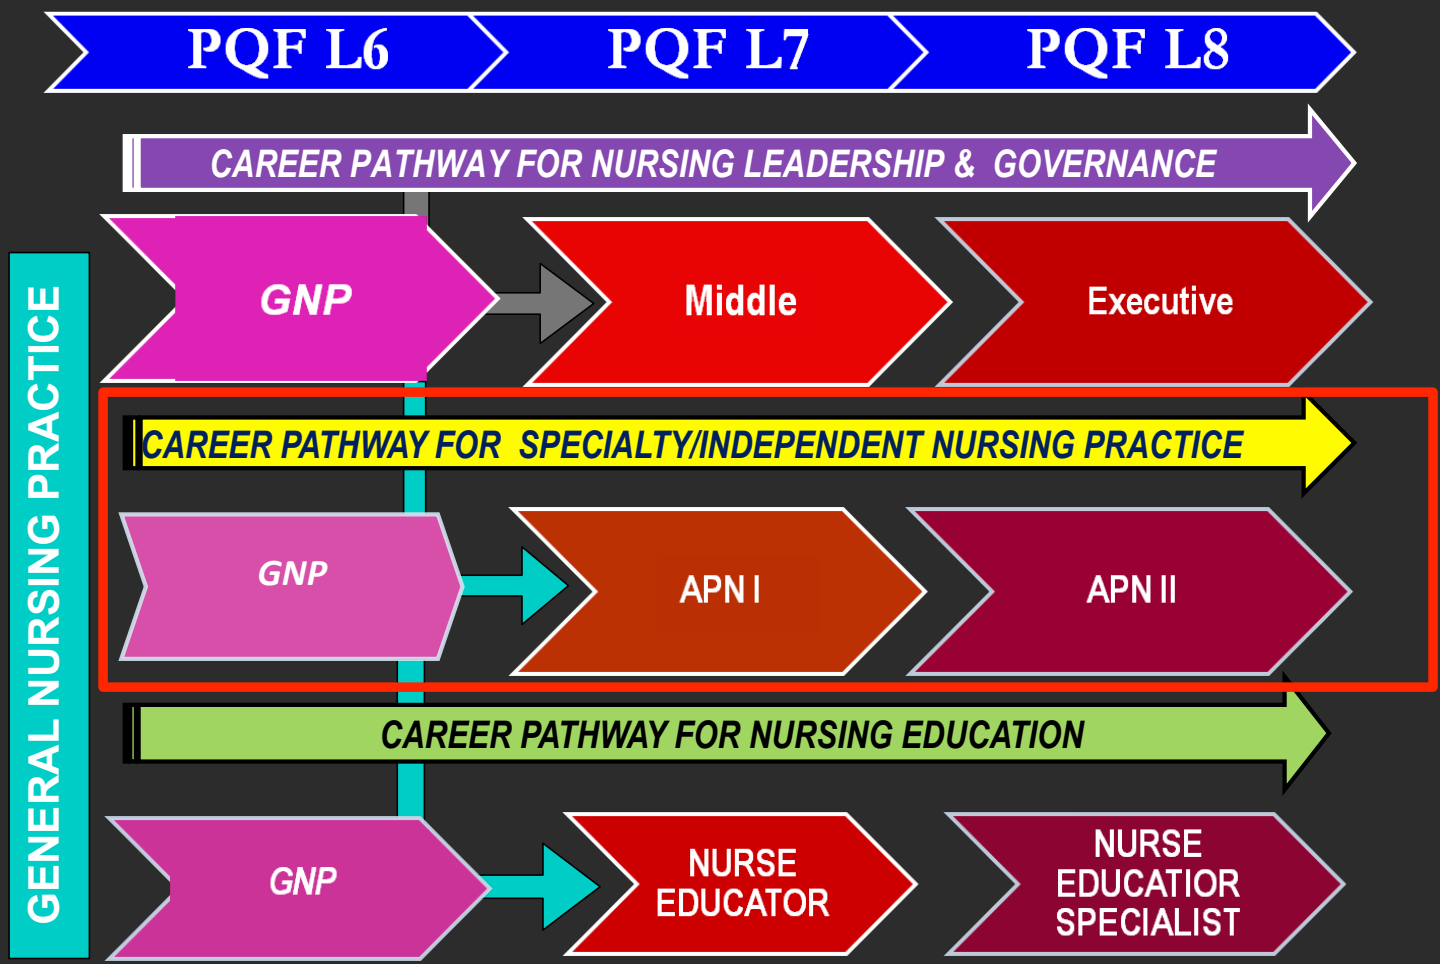 PQF L6
PQF L7
PQF L8
CAREER PATHWAY FOR NURSING LEADERSHIP & GOVERNANCE
GENERAL NURSING PRACTICE
GNP
Middle
Executive
CAREER PATHWAY FOR SPECIALTY/INDEPENDENT NURSING PRACTICE
GNP
APN I
APN II
CAREER PATHWAY FOR NURSING EDUCATION
GNP
NURSE
EDUCATOR
NURSE
EDUCATIOR
SPECIALIST